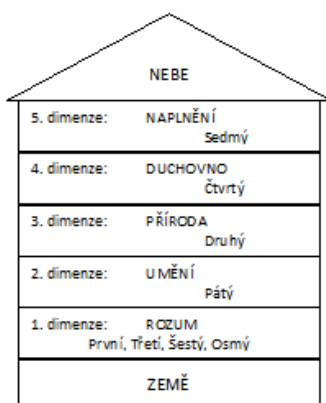 NEBE
5. dimenze: NAPLNĚNÍ
Sedmý
4. dimenze: DUCHOVNO
Čtvrtý
3. dimenze: PŘÍRODA
Druhý
2. dimenze: UMĚNÍ
Pátý
1. dimenze: ROZUM
První, Třetí, Šestý, Osmý
ZEMĚ